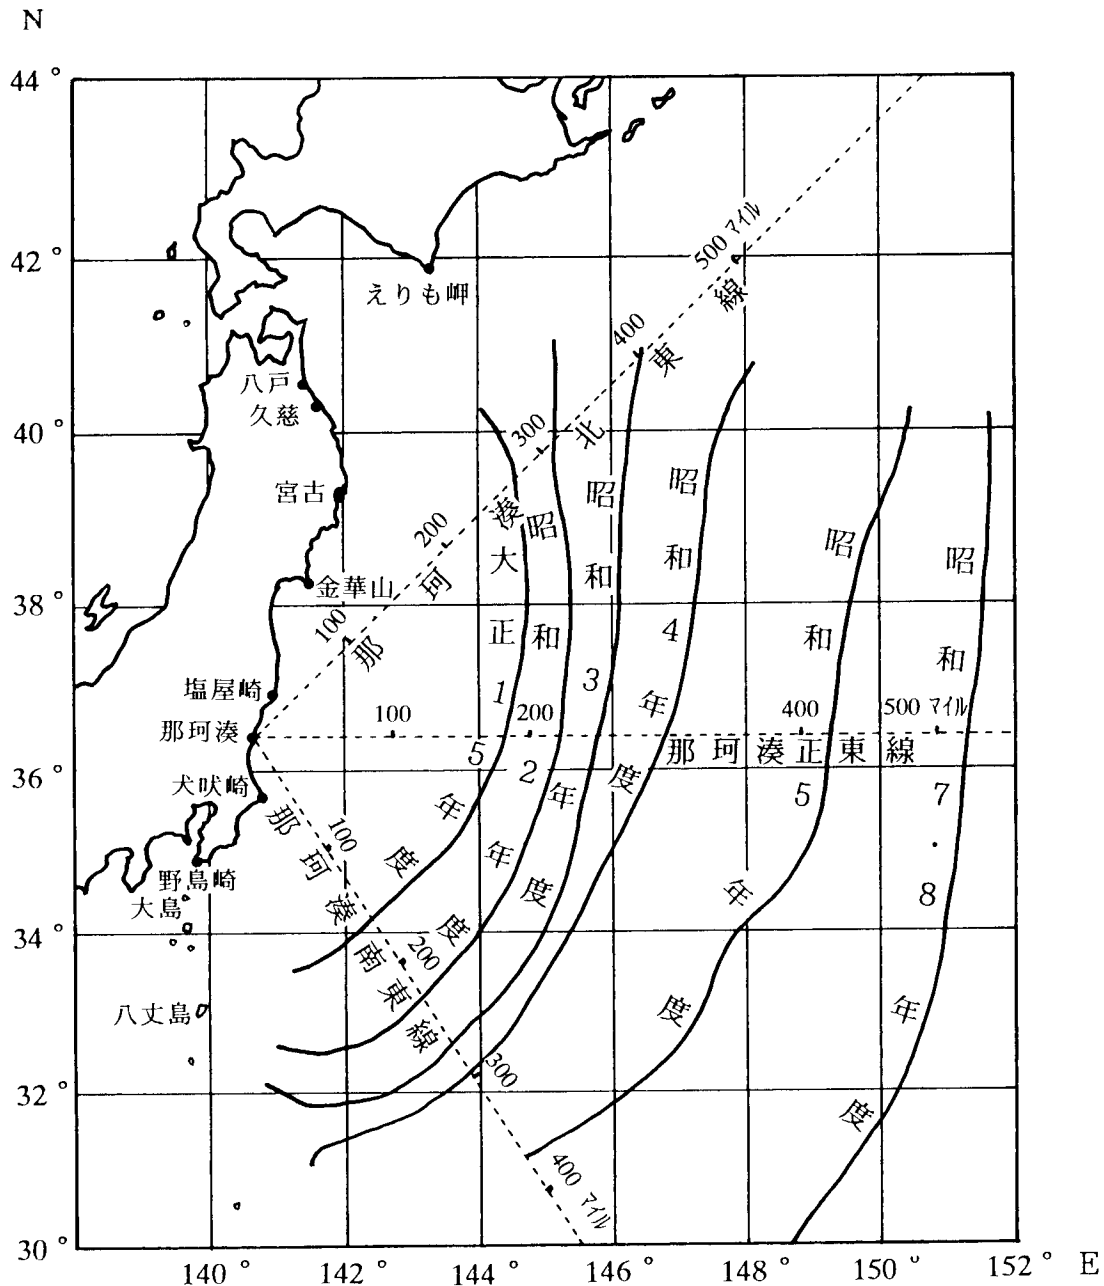 N
44°
42°
40°
38°
36°
34°
32°
30°
140°
142°
144°
146°
148°
150°
152°
E
えりも岬
八戸
久慈
宮古
金華山
塩屋崎
那珂湊
犬吠崎
野島崎
大島
八丈島
那珂湊北東線
100
200
300
400
500マイル
那珂湊正東線
100
200
400
500マイル
那珂湊南東線
100
200
300
400マイル
大正15年度
昭和2年度
昭和3年度
昭和4年度
昭和5年度
昭和7・8年度